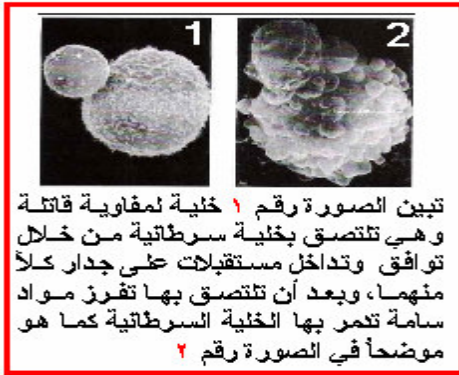 1
2
تبين الصورة رقم ١ خلية لمفاوية قاتلة
وهي تلتصق بخلية سرطانية من خلال
توافق وتداخل مستقبلات على جدار كلاً
منهما، وبعد أن تلتصق بها تفرز مواد
سامة تدمر بها الخلية السرطانية كما هو
موضحاً في الصورة رقم ٢